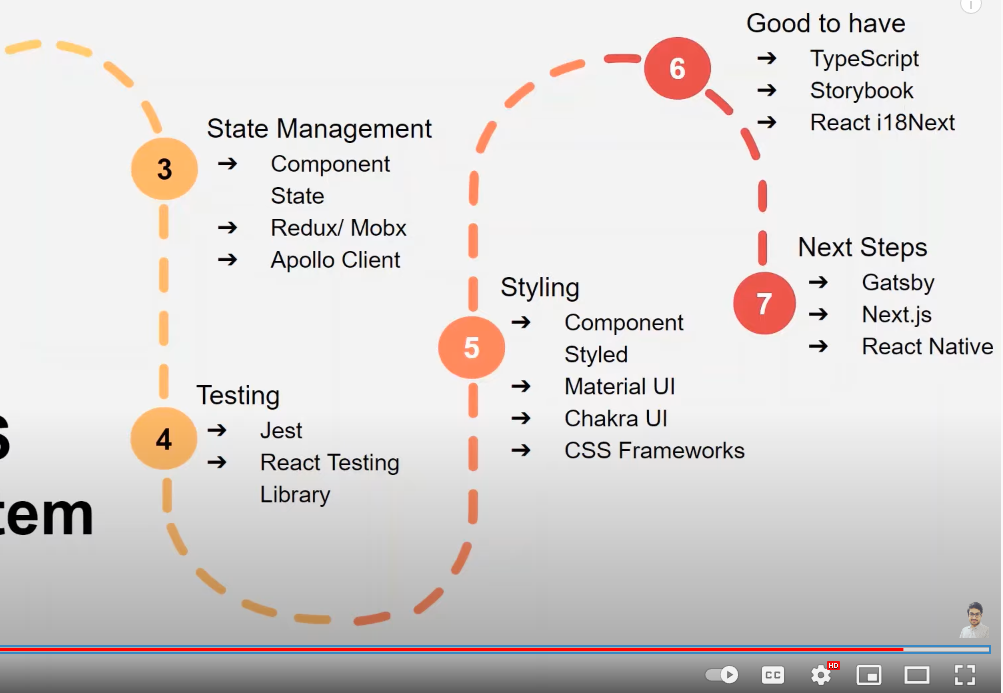 Good to have
➔ TypeScript
➔ Storybook
➔ React i18Next
6
3
State Management
➔ Component
State
➔ Redux/ Mobx
➔ Apollo Client
Next Steps
➔ Gatsby
➔ Next.js
➔ React Native
7
Styling
➔ Component
Styled
➔ Material UI
➔ Chakra UI
➔ CSS Frameworks
5
Testing
➔ Jest
➔ React Testing
Library
4
s
tem
CC
HD